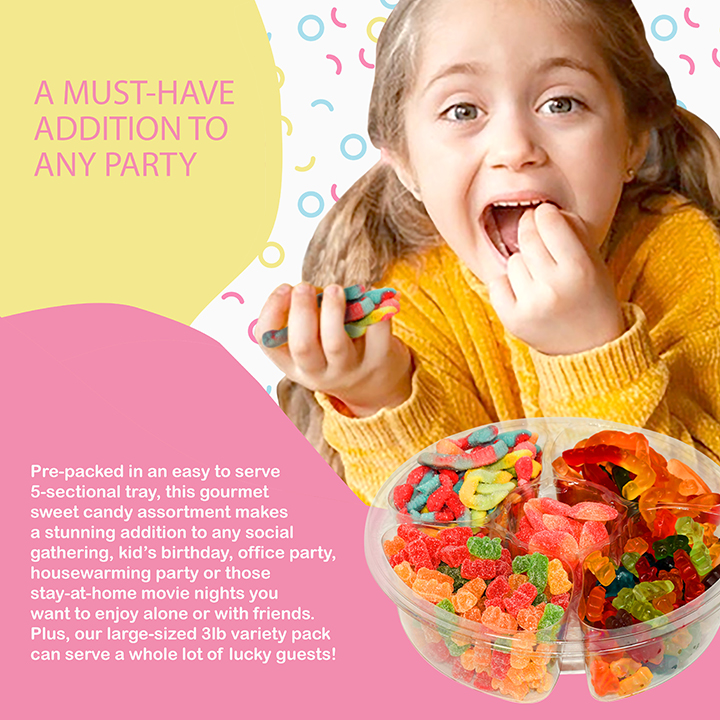 A MUST-HAVE
ADDITION TO
ANY PARTY
Pre-packed in an easy to serve
5-sectional tray, this gourmet
sweet candy assortment makes
a stunning addition to any social
gathering, kid’s birthday, office party,
housewarming party or those
stay-at-home movie nights you
want to enjoy alone or with friends.
Plus, our large-sized 3lb variety pack
can serve a whole lot of lucky guests!